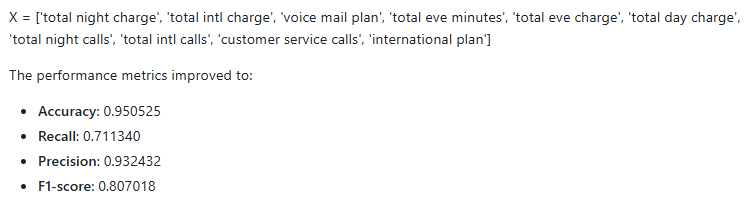 X = ['total night charge', 'total intl charge', 'voice mail plan', 'total eve minutes', 'total eve charge', 'total day charge',
'total night calls', 'total intl calls', 'customer service calls', 'international plan']
The performance metrics improved to:
• Accuracy: 0.950525
• Recall: 0.711340
• Precision: 0.932432
• F1-score: 0.807018